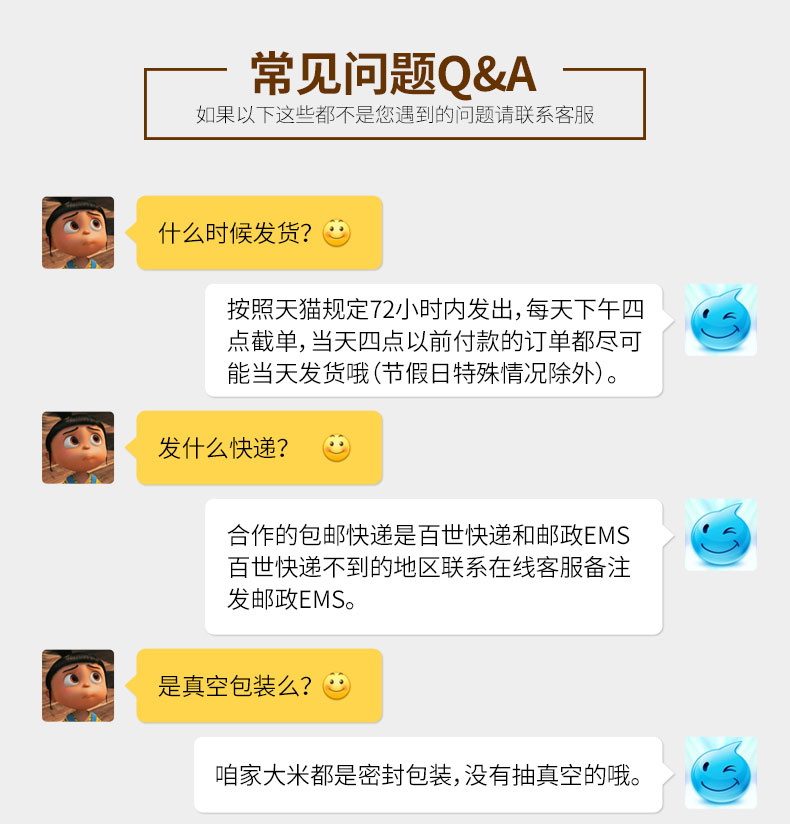 常见问题Q&A
如果以下这些都不是您遇到的问题请联系客服
什么时候发货？
按照天猫规定72小时内发出，每天下午四
点截单，当天四点以前付款的订单都尽可
能当天发货哦（节假日特殊情况除外）。
发什么快递？
合作的包邮快递是百世快递和邮政EMS
百世快递不到的地区联系在线客服备注
发邮政EMS。
是真空包装么？
咱家大米都是密封包装，没有抽真空的哦。